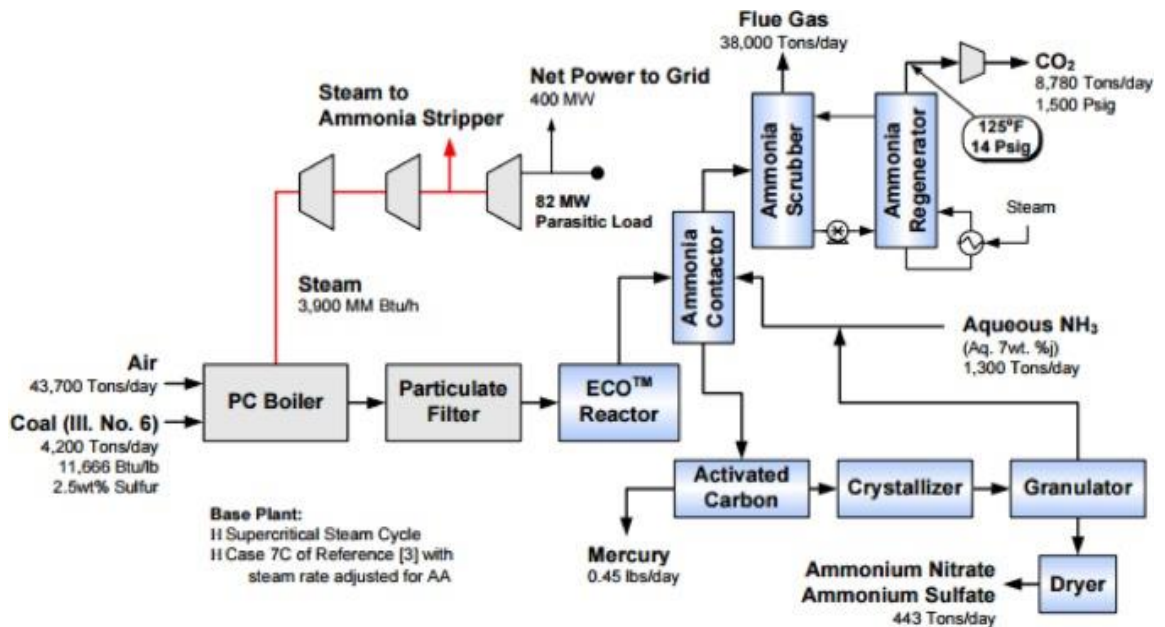 Flue Gas
38,000 Tons/day
CO₂
8,780 Tons/day
1,500 Psig
Net Power to Grid
400 MW
Steam to
Ammonia Stripper
125⁰F
14 Psig
Ammonia
Scrubber
Ammonia
Regenerator
82 MW
Parasitic Load
Steam
Ammonia
Contactor
Steam
3,900 MM Btu/h
Aqueous NH₃
(Aq. 7wt. %j)
1,300 Tons/day
Air
43,700 Tons/day
PC Boiler
Particulate
Filter
ECO™
Reactor
Coal (Ill. No. 6)
4,200 Tons/day
11,666 Btu/lb
2.5wt% Sulfur
Activated
Carbon
Crystallizer
Granulator
Base Plant:
H Supercritical Steam Cycle
H Case 7C of Reference [3] with
steam rate adjusted for AA
Mercury
0.45 lbs/day
Ammonium Nitrate
Ammonium Sulfate
443 Tons/day
Dryer